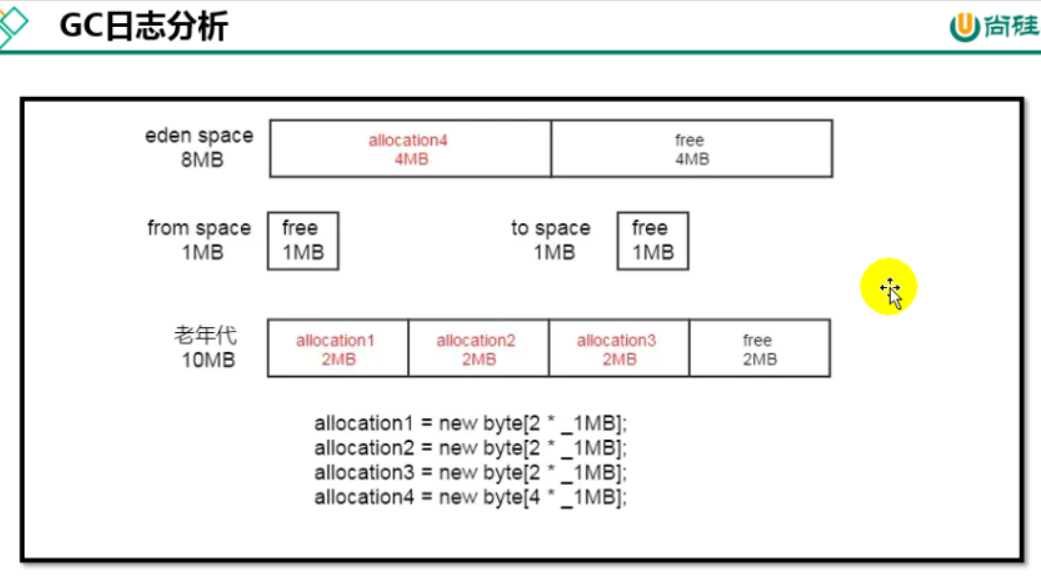 GC日志分析
尚硅
eden space
8MB
allocation4
4MB
free
4MB
from space
1MB
free
1MB
to space
1MB
free
1MB
老年代
10MB
allocation1
2MB
allocation2
2MB
allocation3
2MB
free
2MB
allocation1 = new byte[2 * _1MB];
allocation2 = new byte[2 * _1MB];
allocation3 = new byte[2 * _1MB];
allocation4 = new byte[4 * _1MB];